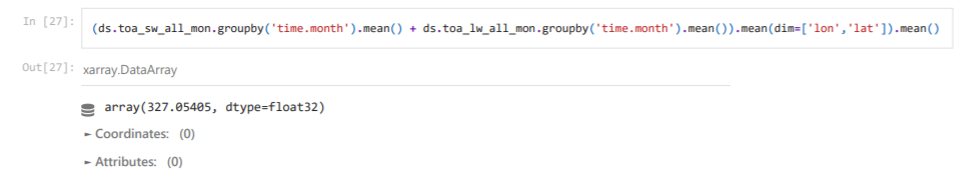 In [27]: (ds.toa_sw_all_mon.groupby('time.month').mean() + ds.toa_lw_all_mon.groupby('time.month').mean()).mean(dim=['lon','lat']).mean()
Out[27]: xarray.DataArray
array(327.05405, dtype=float32)
► Coordinates: (0)
► Attributes: (0)